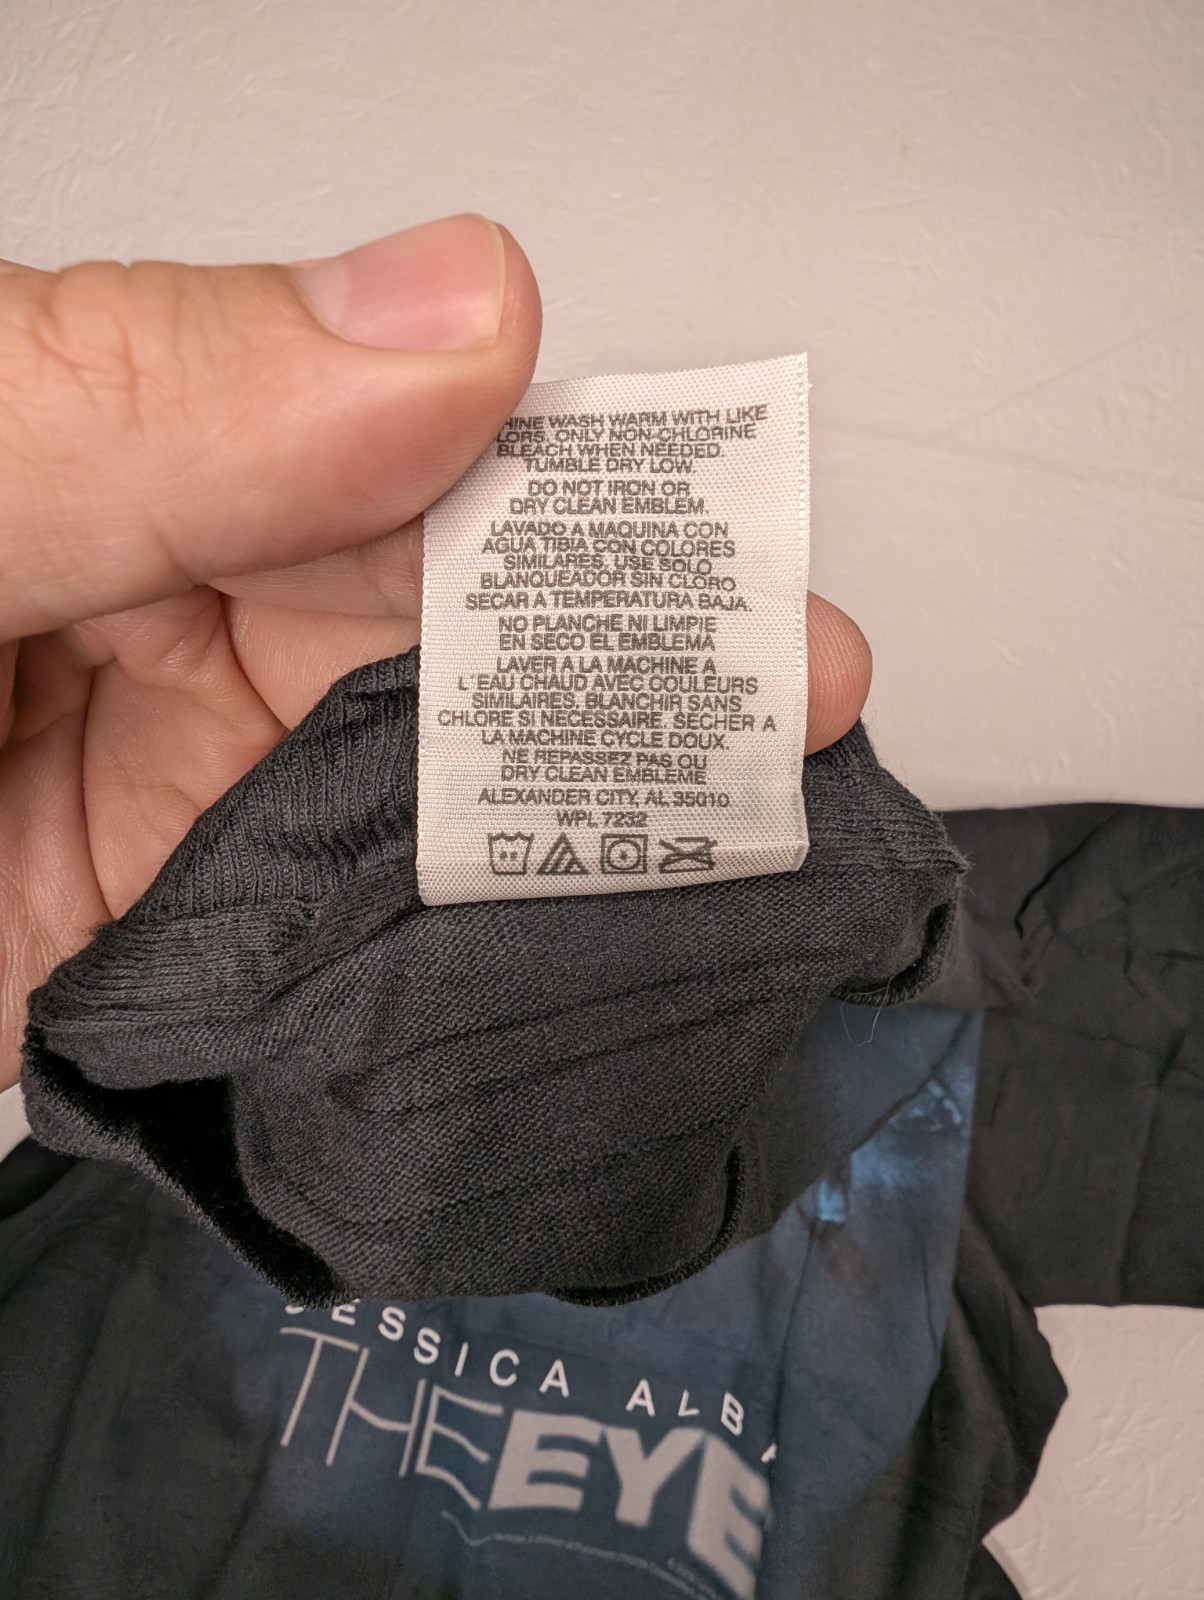 HINE WASH WARM WITH LIKE
LORS. ONLY NON-CHLORINE
BLEACH WHEN NEEDED.
TUMBLE DRY LOW
DO NOT IRON OR
DRY CLEAN EMBLEM.
LAVADO A MAQUINA CON
AGUA TIBIA CON COLORES
SIMILARES. USE SOLO
BLANQUEADOR SIN CLORO
SECAR A TEMPERATURA BAJA.
NO PLANCHE NI LIMPIE
EN SECO EL EMBLEMA
LAVER A LA MACHINE A
L'EAU CHAUD AVEC COULEURS
SIMILAIRES. BLANCHIR SANS
CHLORE SI NECESSAIRE. SECHER A
LA MACHINE CYCLE DOUX.
NE REPASSEZ PAS OU
DRY CLEAN EMBLEME
ALEXANDER CITY, AL 35010
WPL 7232
JESSICA ALBA
THE EYE